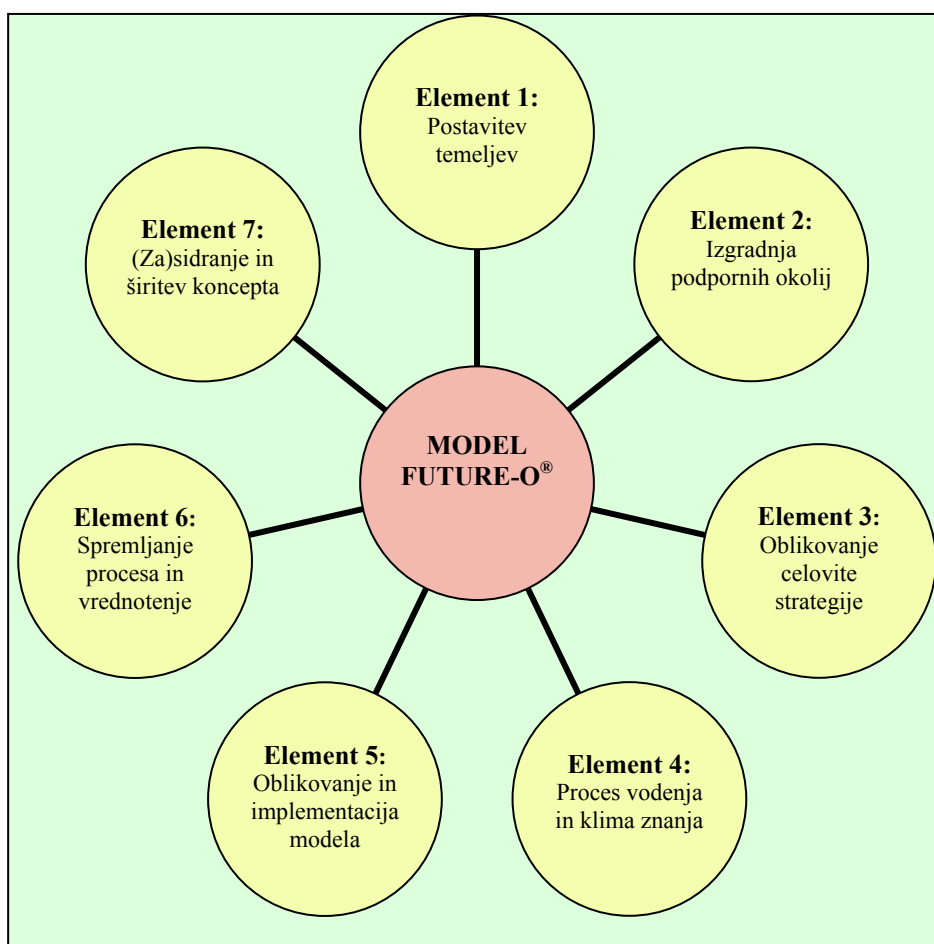 Element 1:
Postavitev
temeljev
Element 2:
Izgradnja
podpornih okolij
Element 3:
Oblikovanje
celovite
strategije
Element 4:
Proces vodenja
in klima znanja
Element 5:
Oblikovanje in
implementacija
modela
Element 6:
Spremljanje
procesa in
vrednotenje
Element 7:
(Za)sidranje in
širitev koncepta
MODEL
FUTURE-O®